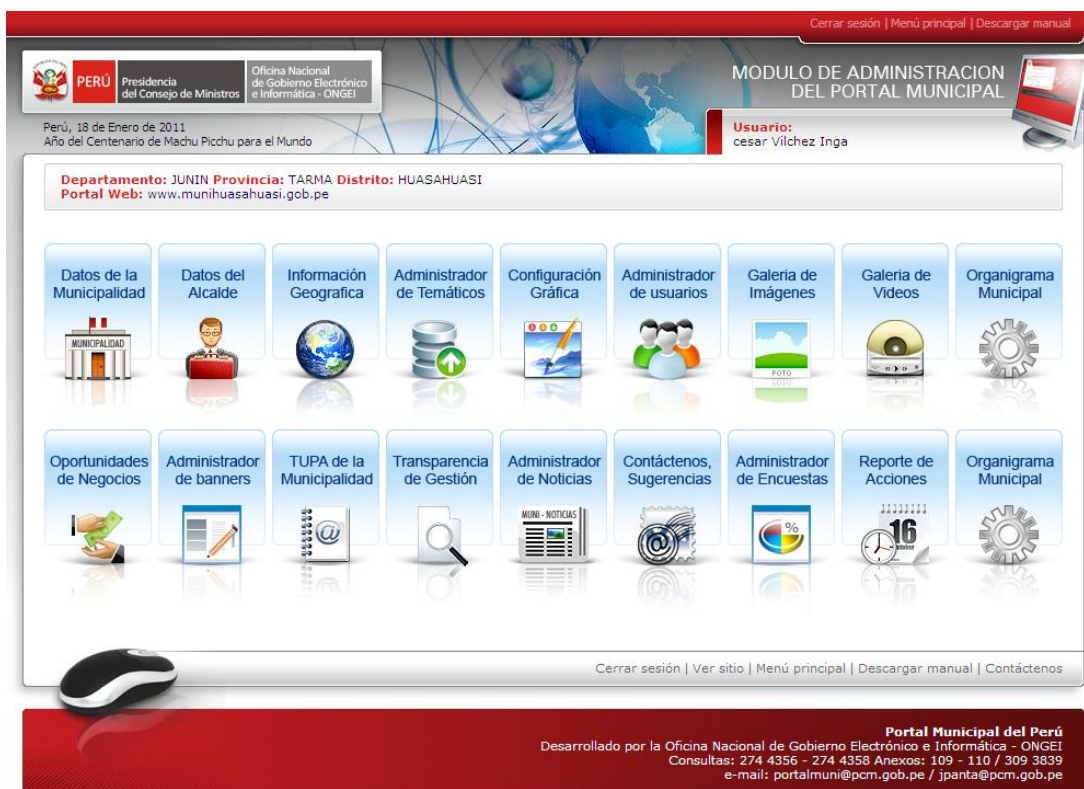 Cerrar sesión | Menú principal | Descargar manual
PERÚ
Presidencia
del Consejo de Ministros
Oficina Nacional
de Gobierno Electrónico
e Informática - ONGEI
MODULO DE ADMINISTRACION
DEL PORTAL MUNICIPAL
Perú, 18 de Enero de 2011
Año del Centenario de Machu Picchu para el Mundo
Usuario:
cesar Vilchez Inga
Departamento: JUNIN Provincia: TARMA Distrito: HUASAHUASI
Portal Web: www.munihuasahuasi.gob.pe
Datos de la
Municipalidad
MUNICIPALIDAD
Datos del
Alcalde
Información
Geografica
Administrador
de Temáticos
Configuración
Gráfica
Administrador
de usuarios
Galeria de
Imágenes
FOTO
Galeria de
Videos
Organigrama
Municipal
Oportunidades
de Negocios
Administrador
de banners
TUPA de la
Municipalidad
@
Transparencia
de Gestión
Administrador
de Noticias
MUNI - NOTICIAS
Contáctenos,
Sugerencias
@
Administrador
de Encuestas
%
Reporte de
Acciones
16
Organigrama
Municipal
Cerrar sesión | Ver sitio | Menú principal | Descargar manual | Contáctenos
Portal Municipal del Perú
Desarrollado por la Oficina Nacional de Gobierno Electrónico e Informática - ONGEI
Consultas: 274 4356 - 274 4358 Anexos: 109 - 110 / 309 3839
e-mail: portalmuni@pcm.gob.pe / jpanta@pcm.gob.pe